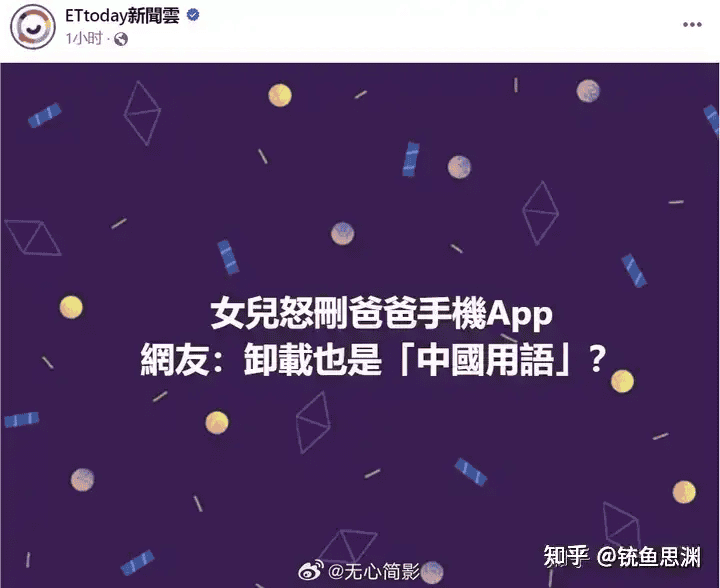 ETtoday新聞雲
1小时
女兒怒刪爸爸手機App
網友：卸載也是「中國用語」？
@无心简影
知乎 @铳鱼思渊